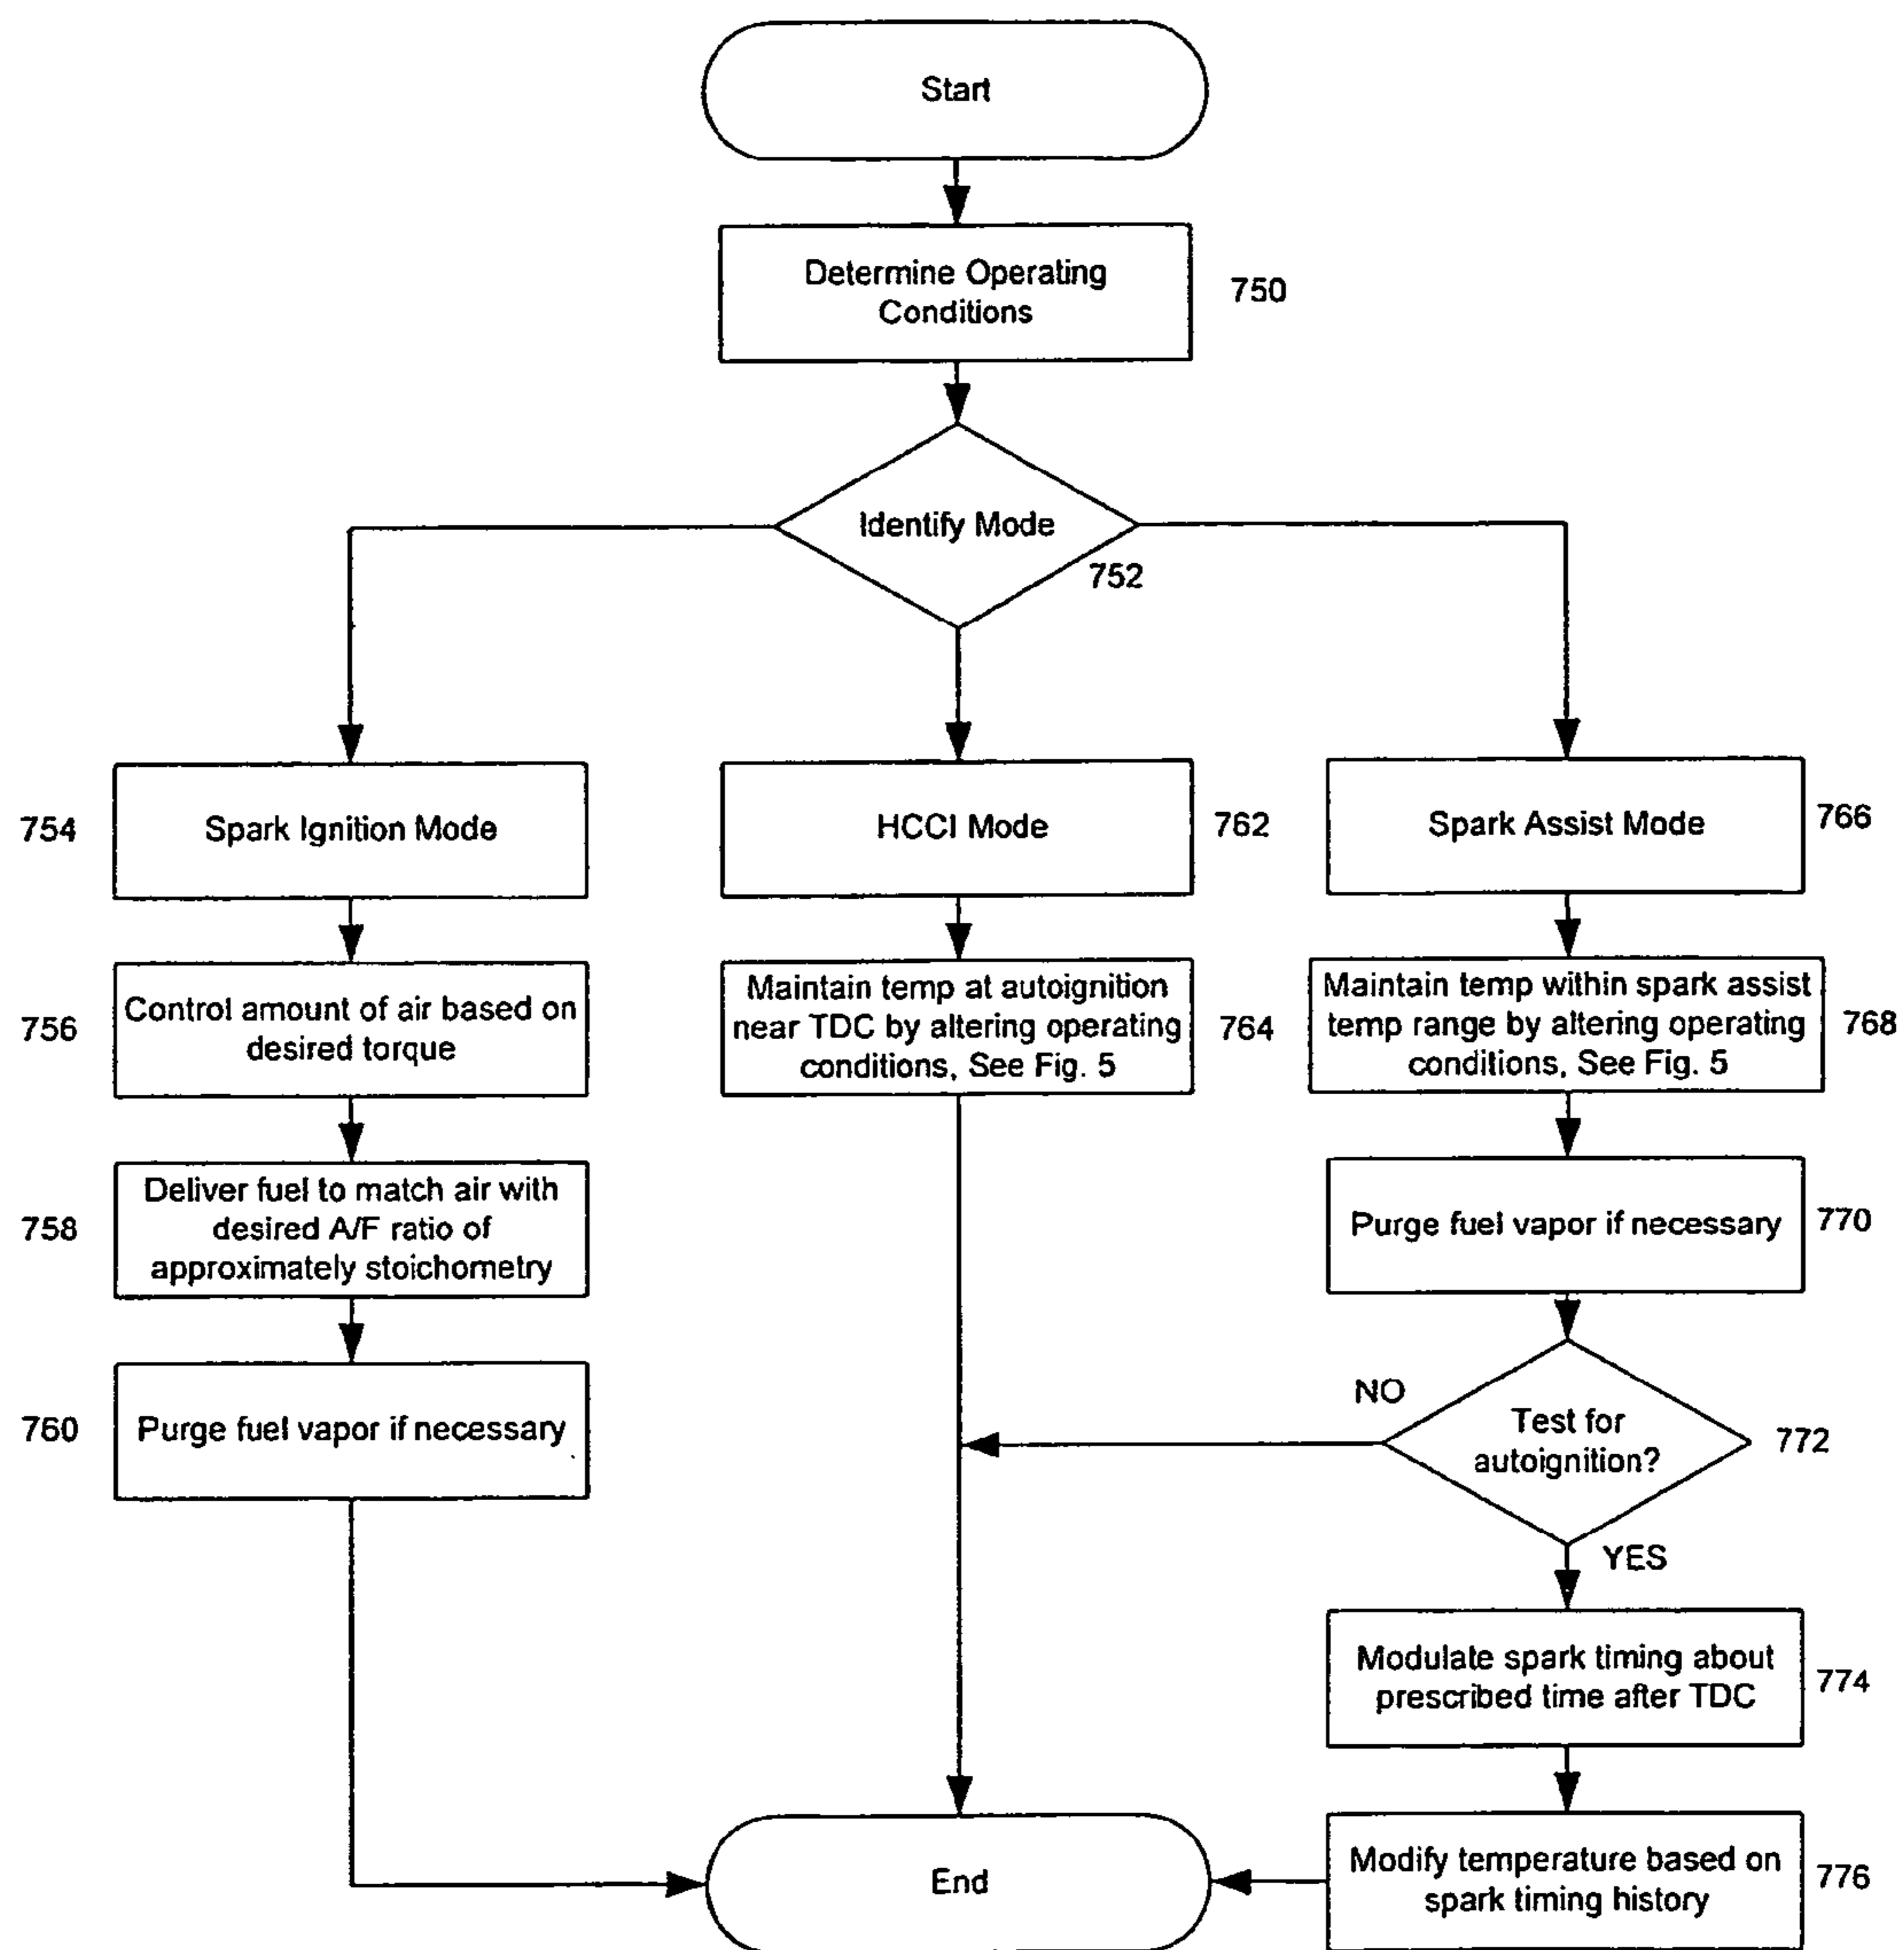 Start
Determine Operating
Conditions
750
Identify Mode
752
754
Spark Ignition Mode
HCCI Mode
762
Spark Assist Mode
766
756
Control amount of air based on
desired torque
Maintain temp at autoignition
near TDC by altering operating
conditions, See Fig. 5
764
Maintain temp within spark assist
temp range by altering operating
conditions, See Fig. 5
768
758
Deliver fuel to match air with
desired A/F ratio of
approximately stoichometry
Purge fuel vapor if necessary
770
760
Purge fuel vapor if necessary
NO
Test for
autoignition?
772
YES
Modulate spark timing about
prescribed time after TDC
774
End
Modify temperature based on
spark timing history
776